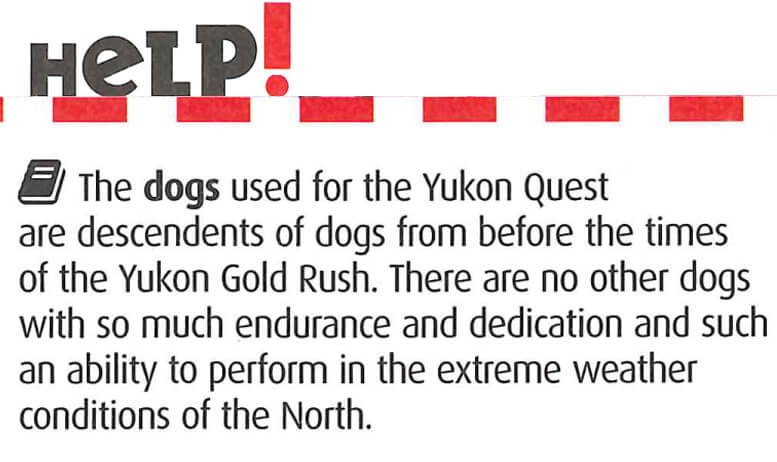 HeLP!
The dogs used for the Yukon Quest
are descendents of dogs from before the times
of the Yukon Gold Rush. There are no other dogs
with so much endurance and dedication and such
an ability to perform in the extreme weather
conditions of the North.